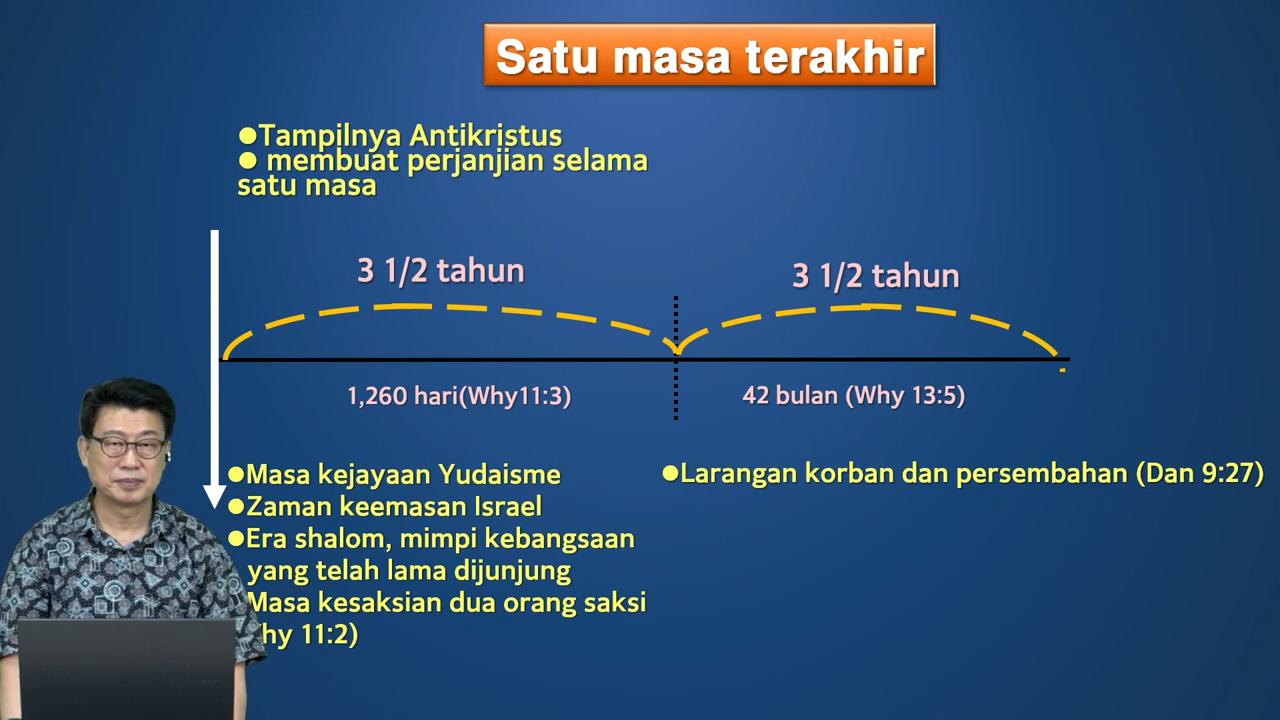 Satu masa terakhir
●Tampilnya Antikristus
● membuat perjanjian selama
satu masa
3 1/2 tahun
3 1/2 tahun
1,260 hari(Why11:3)
42 bulan (Why 13:5)
●Masa kejayaan Yudaisme
●Zaman keemasan Israel
●Era shalom, mimpi kebangsaan
yang telah lama dijunjung
Masa kesaksian dua orang saksi
hy 11:2)
●Larangan korban dan persembahan (Dan 9:27)